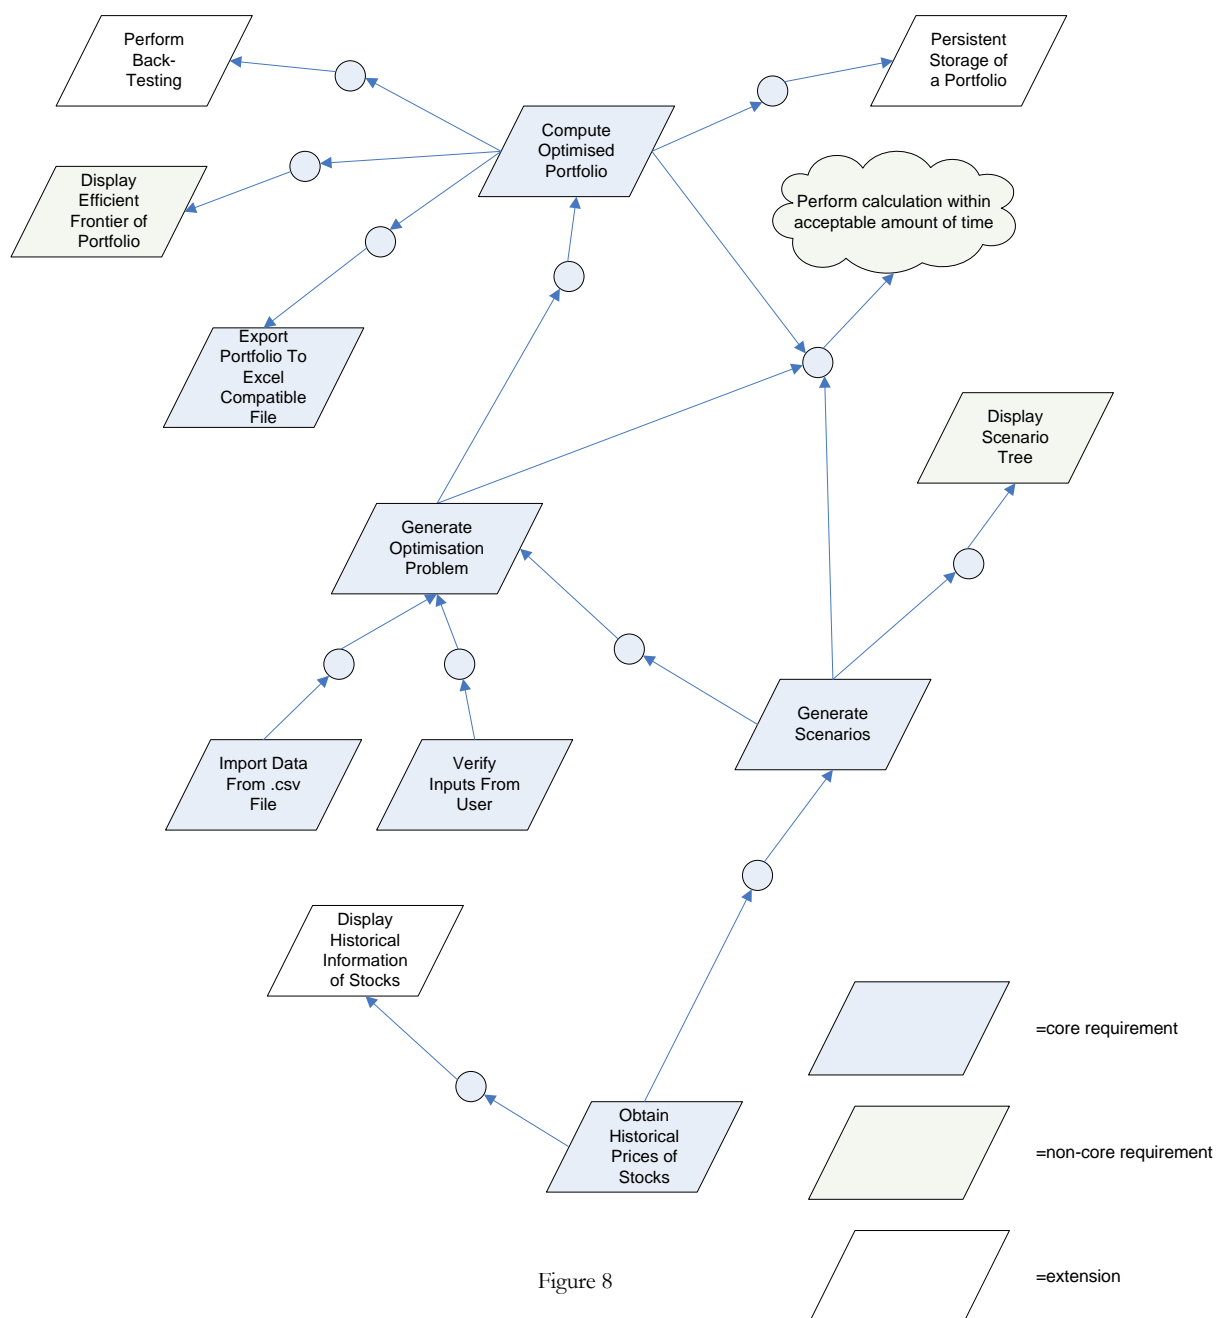 Perform
Back-
Testing
Persistent
Storage of
a Portfolio
Compute
Optimised
Portfolio
Display
Efficient
Frontier of
Portfolio
Perform calculation within
acceptable amount of time
Export
Portfolio To
Excel
Compatible
File
Display
Scenario
Tree
Generate
Optimisation
Problem
Generate
Scenarios
Import Data
From .csv
File
Verify
Inputs From
User
Display
Historical
Information
of Stocks
Obtain
Historical
Prices of
Stocks
=core requirement
=non-core requirement
=extension
Figure 8